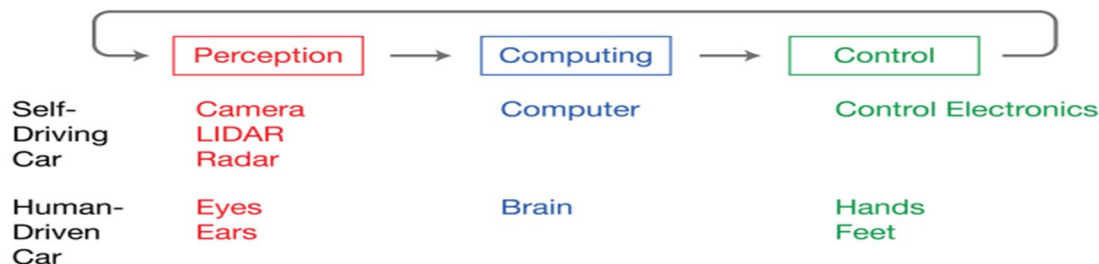 Perception Computing Control
Self- Camera Computer Control Electronics
Driving LIDAR
Car Radar
Human- Eyes Brain Hands
Driven Ears Feet
Car